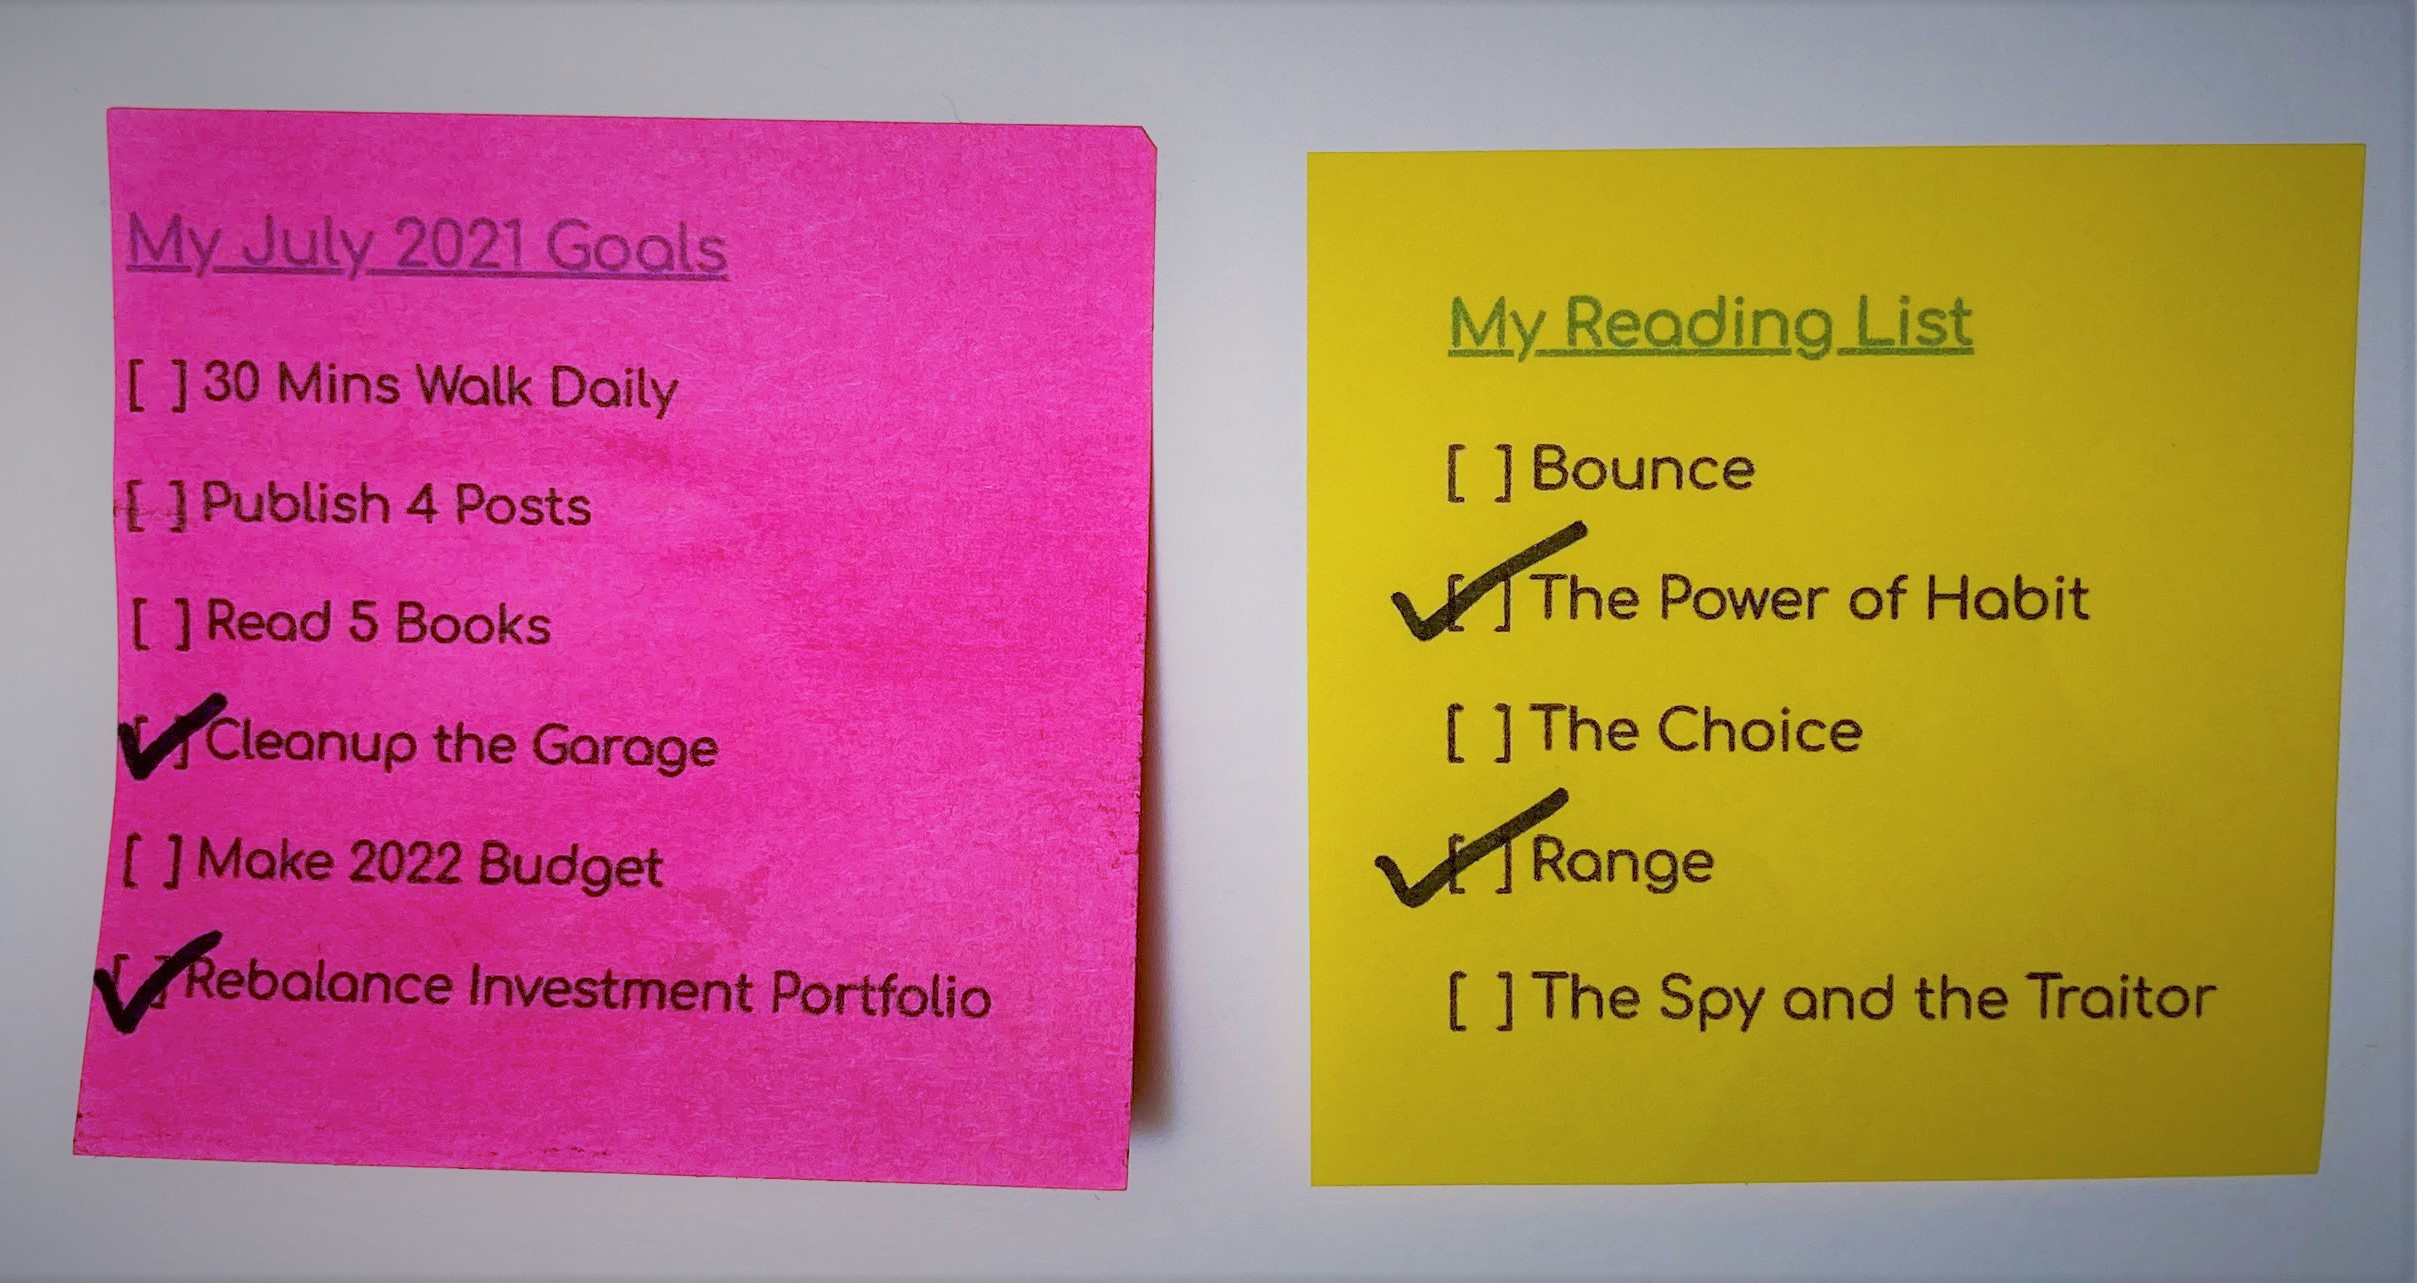 My July 2021 Goals
[ ] 30 Mins Walk Daily
[ ] Publish 4 Posts
[ ] Read 5 Books
[✓] Cleanup the Garage
[ ] Make 2022 Budget
[✓] Rebalance Investment Portfolio
My Reading List
[ ] Bounce
[✓] The Power of Habit
[ ] The Choice
[✓] Range
[ ] The Spy and the Traitor